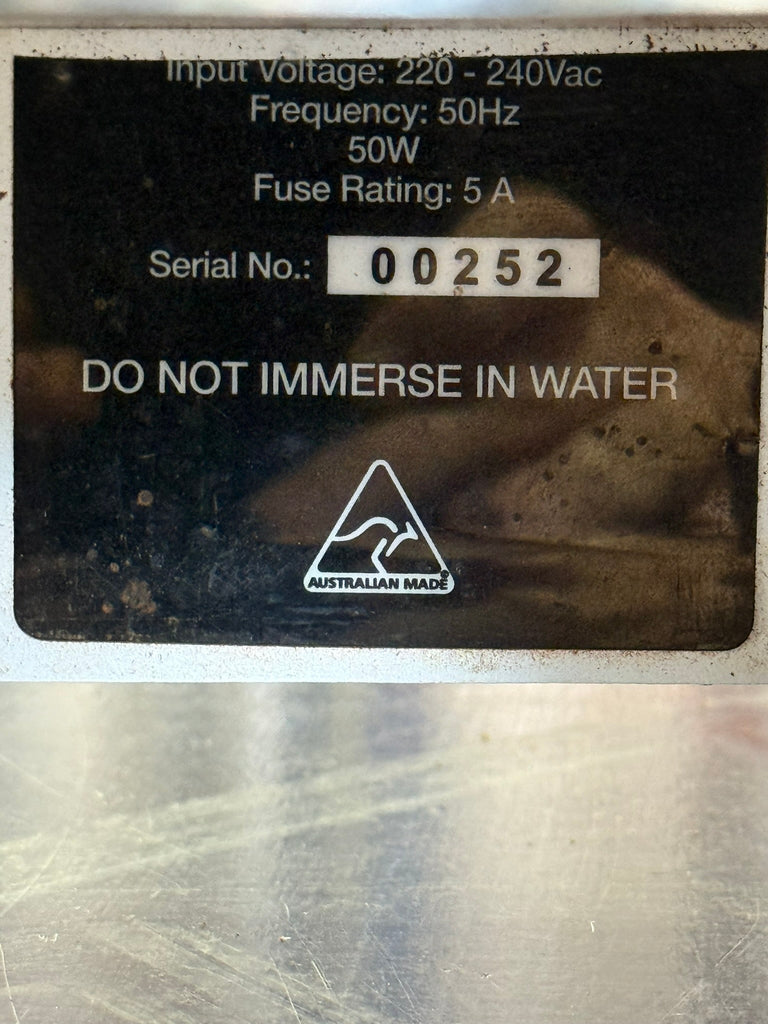 Input Voltage: 220 - 240Vac
Frequency: 50Hz
50W
Fuse Rating: 5 A
Serial No.: 00252
DO NOT IMMERSE IN WATER
AUSTRALIAN MADE